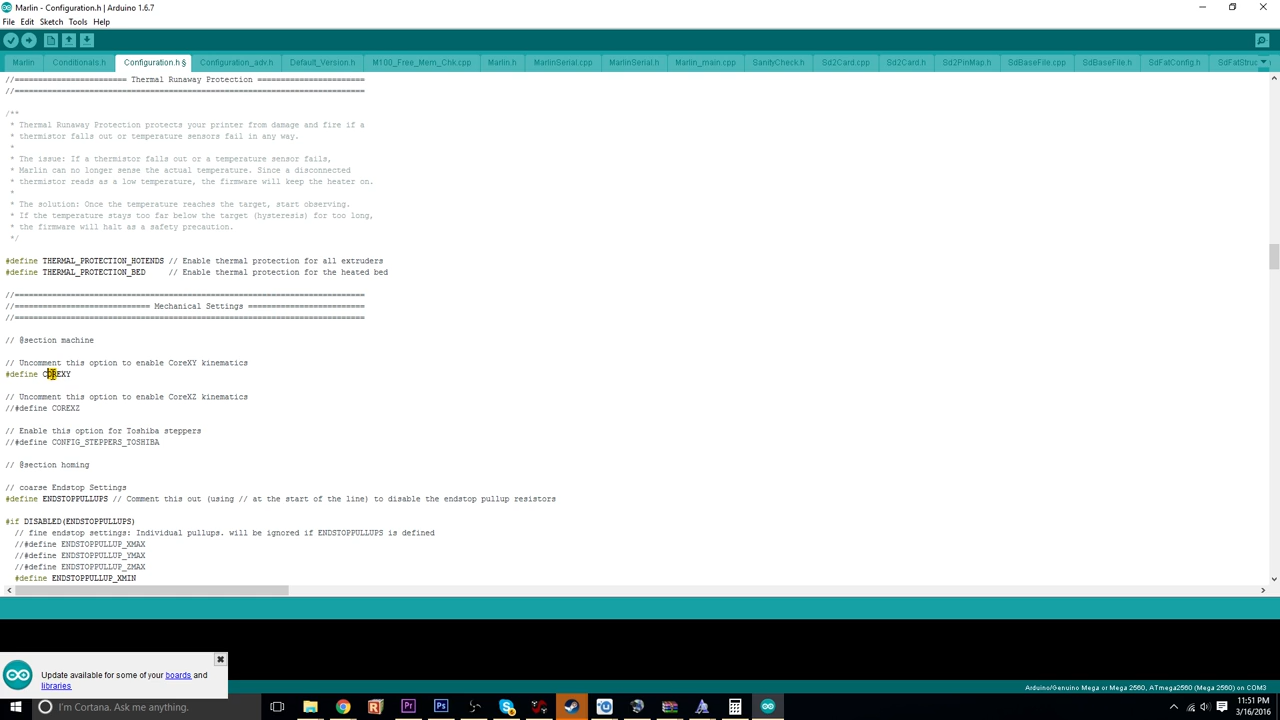 Marlin - Configuration.h | Arduino 1.6.7
File Edit Sketch Tools Help
Marlin Conditionals.h Configuration.h § Configuration_adv.h Default_Version.h M100_Free_Mem_Chk.cpp Marlin.h MarlinSerial.cpp MarlinSerial.h Marlin_main.cpp SanityCheck.h Sd2Card.cpp Sd2Card.h Sd2PinMap.h SdBaseFile.cpp SdBaseFile.h SdFatConfig.h SdFatStruc
//======================== Thermal Runaway Protection =======================
//===========================================================================
/**
* Thermal Runaway Protection protects your printer from damage and fire if a
* thermistor falls out or temperature sensors fail in any way.
*
* The issue: If a thermistor falls out or a temperature sensor fails,
* Marlin can no longer sense the actual temperature. Since a disconnected
* thermistor reads as a low temperature, the firmware will keep the heater on.
*
* The solution: Once the temperature reaches the target, start observing.
* If the temperature stays too far below the target (hysteresis) for too long,
* the firmware will halt as a safety precaution.
*/
#define THERMAL_PROTECTION_HOTENDS // Enable thermal protection for all extruders
#define THERMAL_PROTECTION_BED // Enable thermal protection for the heated bed
//===========================================================================
//============================= Mechanical Settings =========================
//===========================================================================
// @section machine
// Uncomment this option to enable CoreXY kinematics
#define COREXY
// Uncomment this option to enable CoreXZ kinematics
//#define COREXZ
// Enable this option for Toshiba steppers
//#define CONFIG_STEPPERS_TOSHIBA
// @section homing
// coarse Endstop Settings
#define ENDSTOPPULLUPS // Comment this out (using // at the start of the line) to disable the endstop pullup resistors
#if DISABLED(ENDSTOPPULLUPS)
// fine endstop settings: Individual pullups. will be ignored if ENDSTOPPULLUPS is defined
//#define ENDSTOPPULLUP_XMAX
//#define ENDSTOPPULLUP_YMAX
//#define ENDSTOPPULLUP_ZMAX
#define ENDSTOPPULLUP_XMIN
Update available for some of your boards and
libraries
Arduino/Genuino Mega or Mega 2560, ATmega2560 (Mega 2560) on COM3
I'm Cortana. Ask me anything.
11:51 PM
3/16/2016